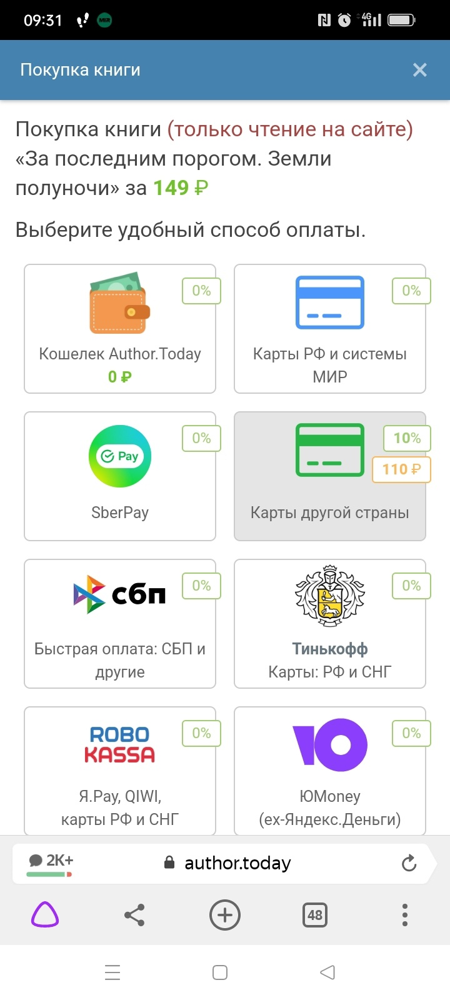 09:31
MIR
4G
Покупка книги
Покупка книги (только чтение на сайте)
«За последним порогом. Земли
полуночи» за 149 ₽
Выберите удобный способ оплаты.
0%
Кошелек Author.Today
0 ₽
0%
Карты РФ и системы
МИР
0%
Pay
SberPay
10%
110 ₽
Карты другой страны
0%
сбп
Быстрая оплата: СБП и
другие
0%
Тинькофф
Карты: РФ и СНГ
0%
ROBO
KASSA
Я.Pay, QIWI,
карты РФ и СНГ
0%
ЮMoney
(ex-Яндекс.Деньги)
2K+
author.today
48